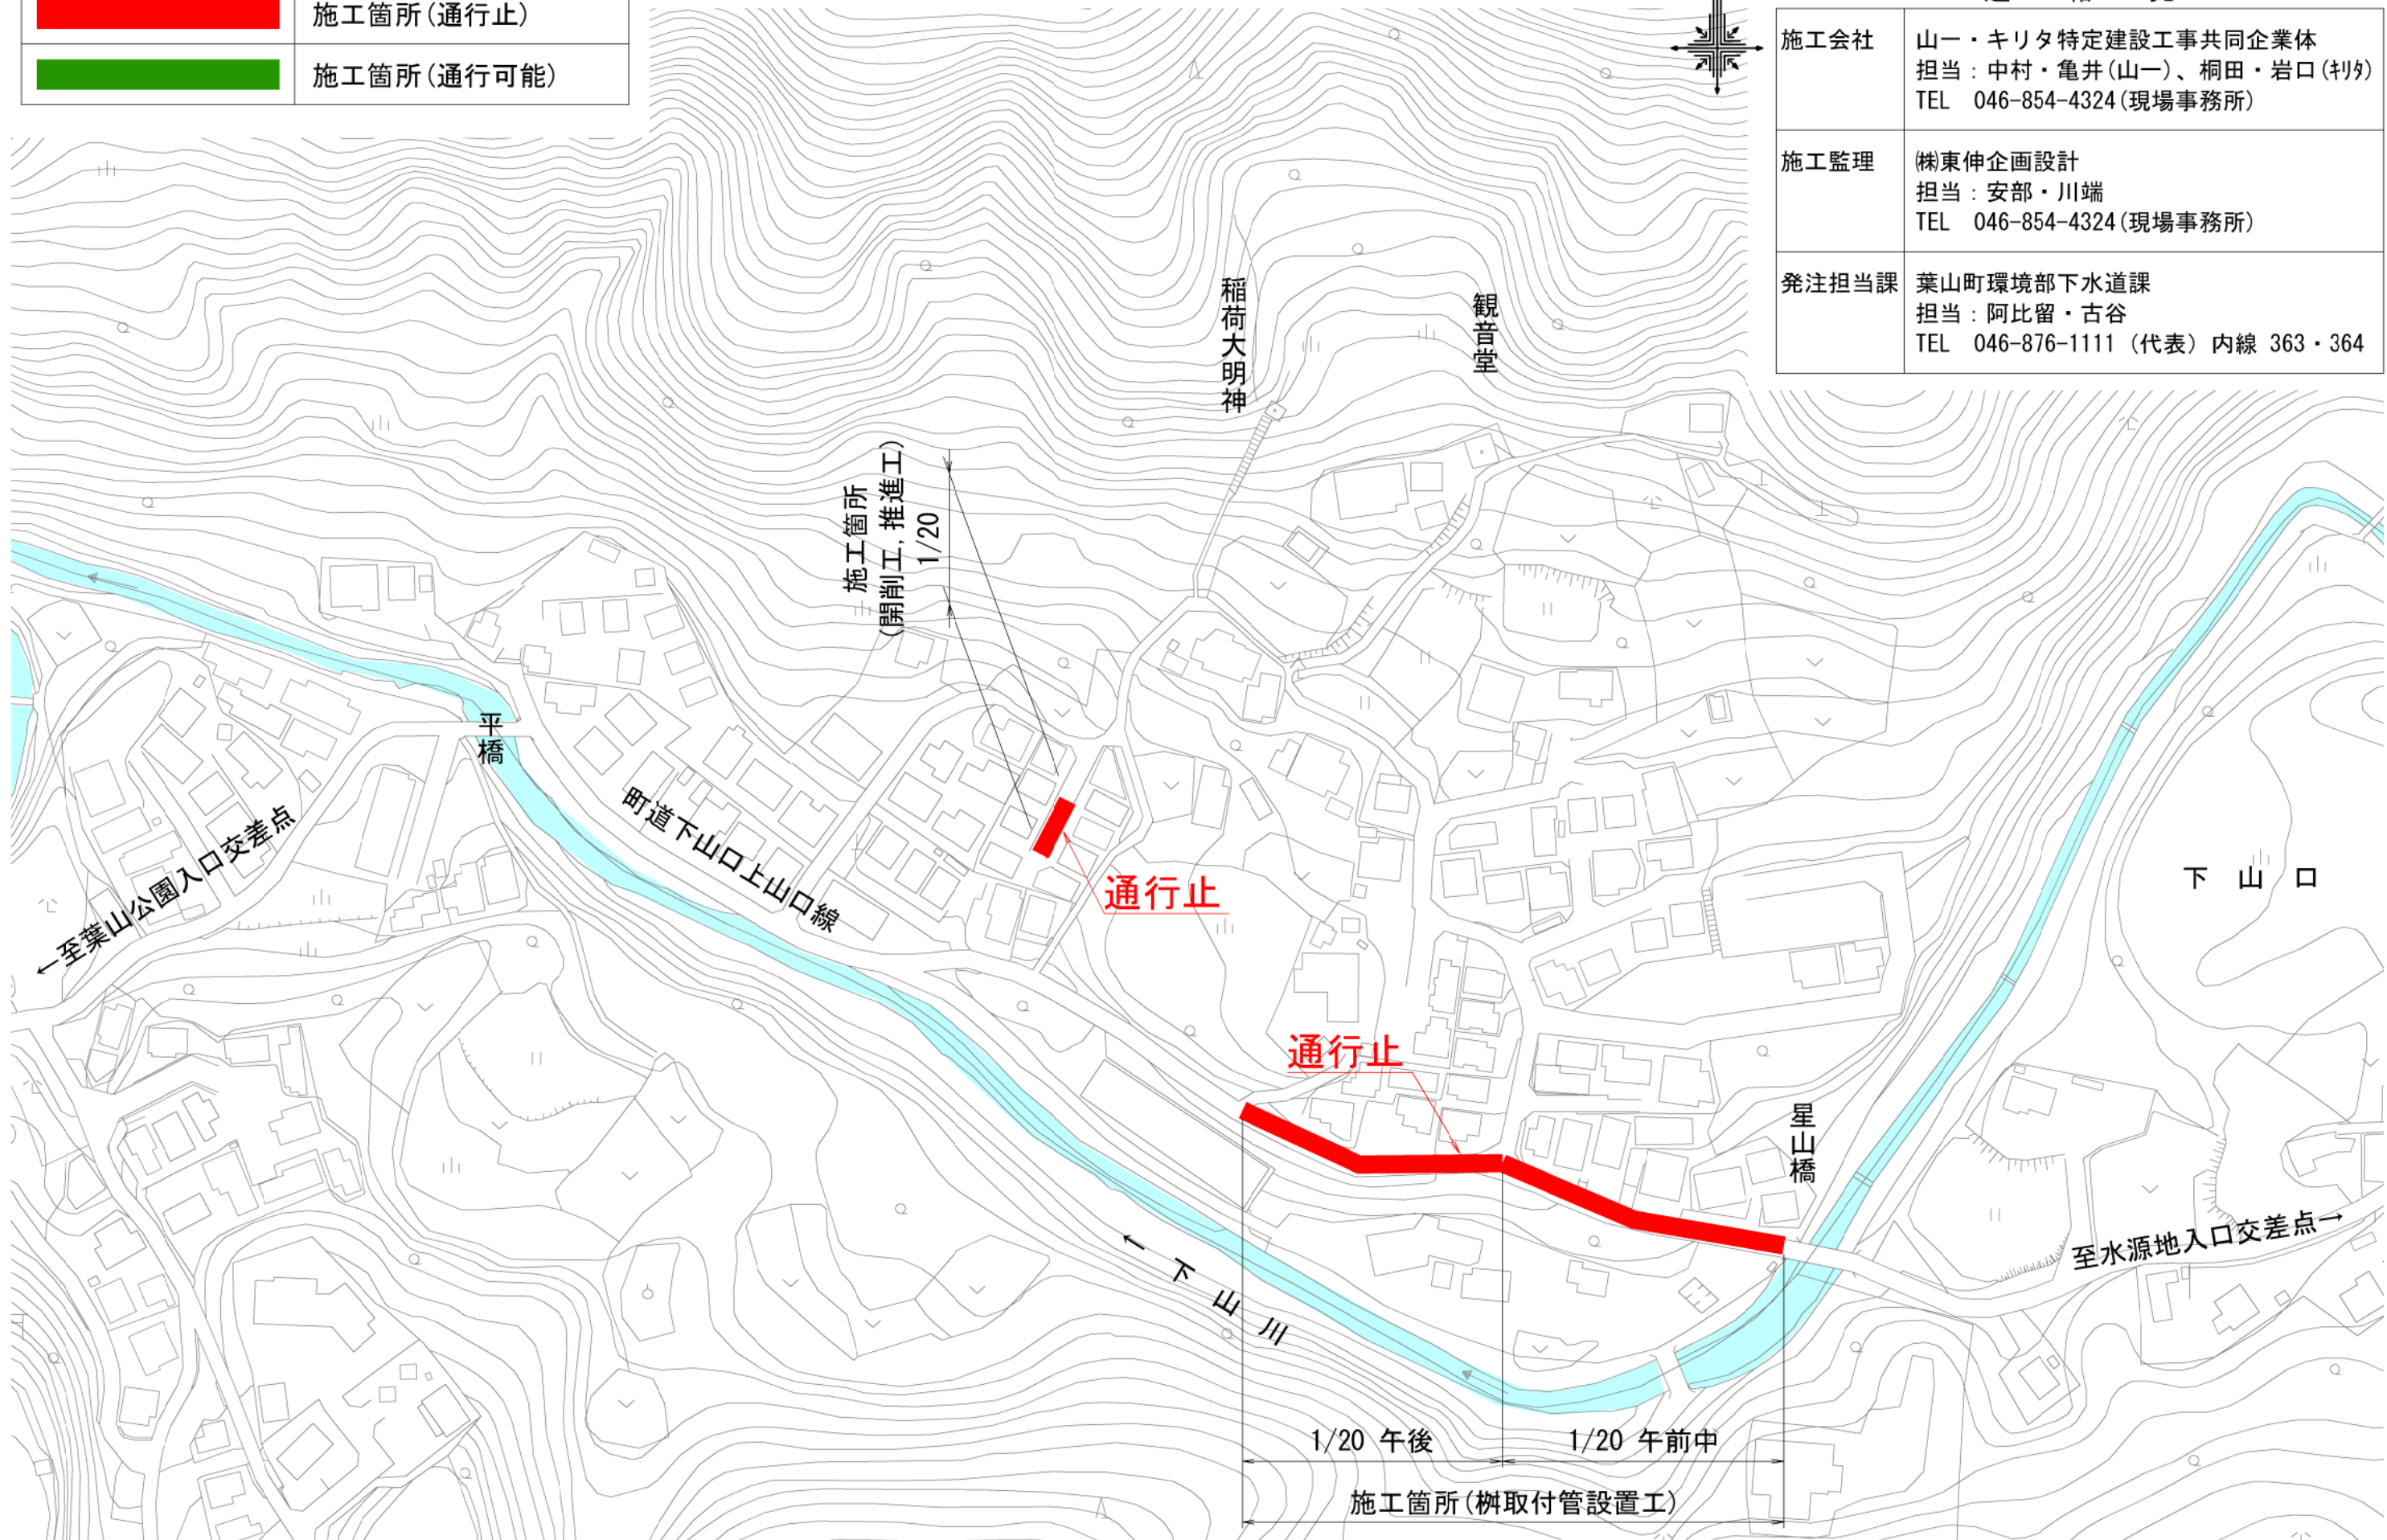 施工箇所(通行止)
施工箇所(通行可能)
施工会社
山一・キリタ特定建設工事共同企業体
担当：中村・亀井(山一)、桐田・岩口(ｷﾘﾀ)
TEL 046-854-4324(現場事務所)
施工監理
㈱東伸企画設計
担当：安部・川端
TEL 046-854-4324(現場事務所)
発注担当課
葉山町環境部下水道課
担当：阿比留・古谷
TEL 046-876-1111（代表）内線 363・364
稲荷大明神
観音堂
施工箇所
(開削工,推進工)
1/20
平橋
町道下山口上山口線
←至葉山公園入口交差点
通行止
下山口
通行止
星山橋
至水源地入口交差点→
←下山川
1/20 午後
1/20 午前中
施工箇所(桝取付管設置工)